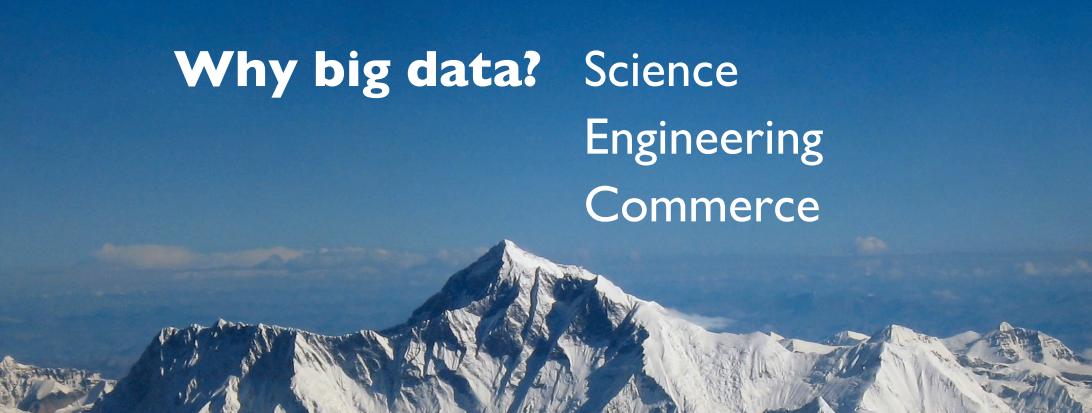 Why big data? Science
Engineering
Commerce